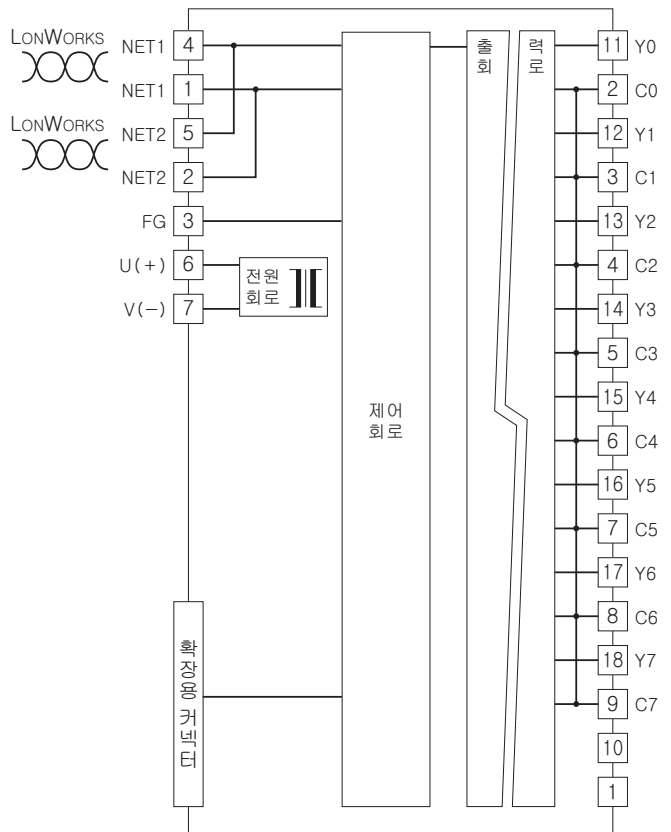 LONWORKS
NET1 4
NET1 1
LONWORKS
NET2 5
NET2 2
FG 3
U(+) 6
V(−) 7
전원
회로
제어
회로
확장용 커넥터
출력
회로
11 Y0
2 C0
12 Y1
3 C1
13 Y2
4 C2
14 Y3
5 C3
15 Y4
6 C4
16 Y5
7 C5
17 Y6
8 C6
18 Y7
9 C7
10
1